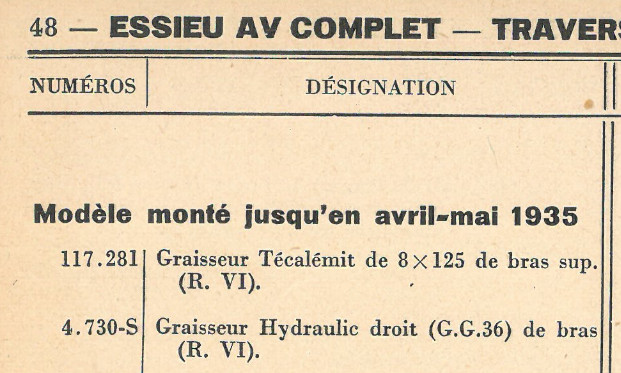 48 — ESSIEU AV COMPLET — TRAVERS
NUMÉROS DÉSIGNATION
Modèle monté jusqu'en avril-mai 1935
117.281 Graisseur Técalémit de 8×125 de bras sup.
(R. VI).
4.730-S Graisseur Hydraulic droit (G.G.36) de bras
(R. VI).